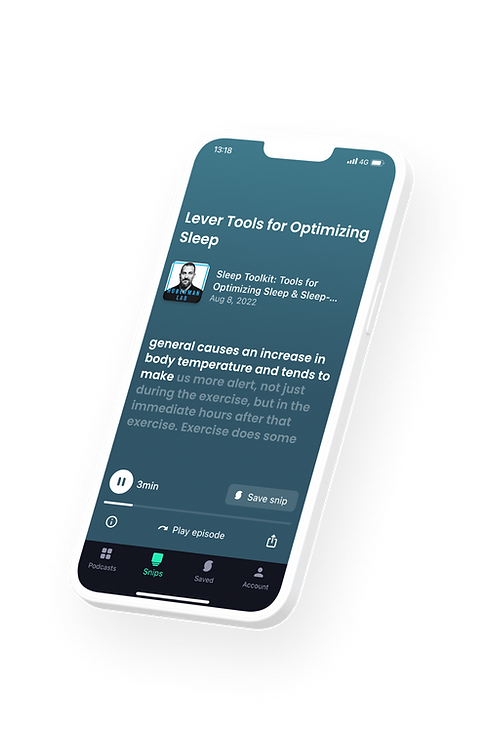 13:18
4G
Lever Tools for Optimizing
Sleep
HUBERMAN
LAB
Sleep Toolkit: Tools for
Optimizing Sleep & Sleep-...
Aug 8, 2022
general causes an increase in
body temperature and tends to
make us more alert, not just
during the exercise, but in the
immediate hours after that
exercise. Exercise does some
3min
Save snip
Play episode
Podcasts
Snips
Saved
Account